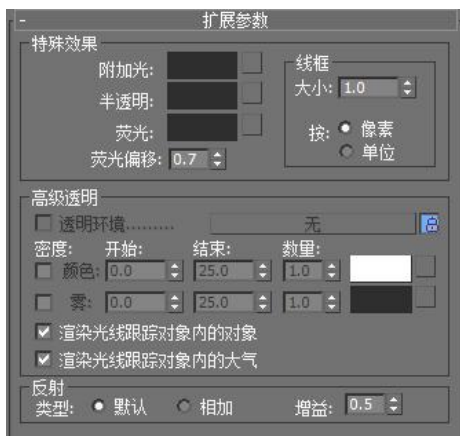 - 扩展参数
特殊效果
附加光:
半透明:
荧光:
荧光偏移: 0.7
线框
大小: 1.0
按: 像素
单位
高级透明
透明环境......... 无
密度: 开始: 结束: 数量:
颜色: 0.0 25.0 1.0
雾: 0.0 25.0 1.0
渲染光线跟踪对象内的对象
渲染光线跟踪对象内的大气
反射
类型: 默认 相加 增益: 0.5